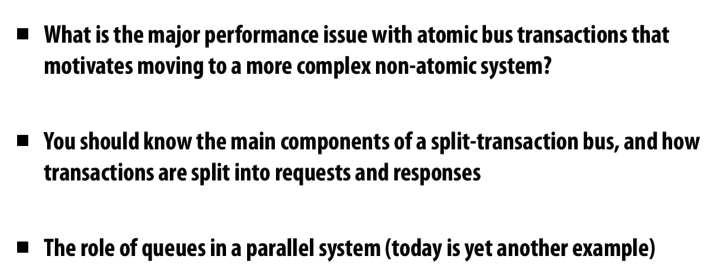 ■ What is the major performance issue with atomic bus transactions that
motivates moving to a more complex non-atomic system?
■ You should know the main components of a split-transaction bus, and how
transactions are split into requests and responses
■ The role of queues in a parallel system (today is yet another example)